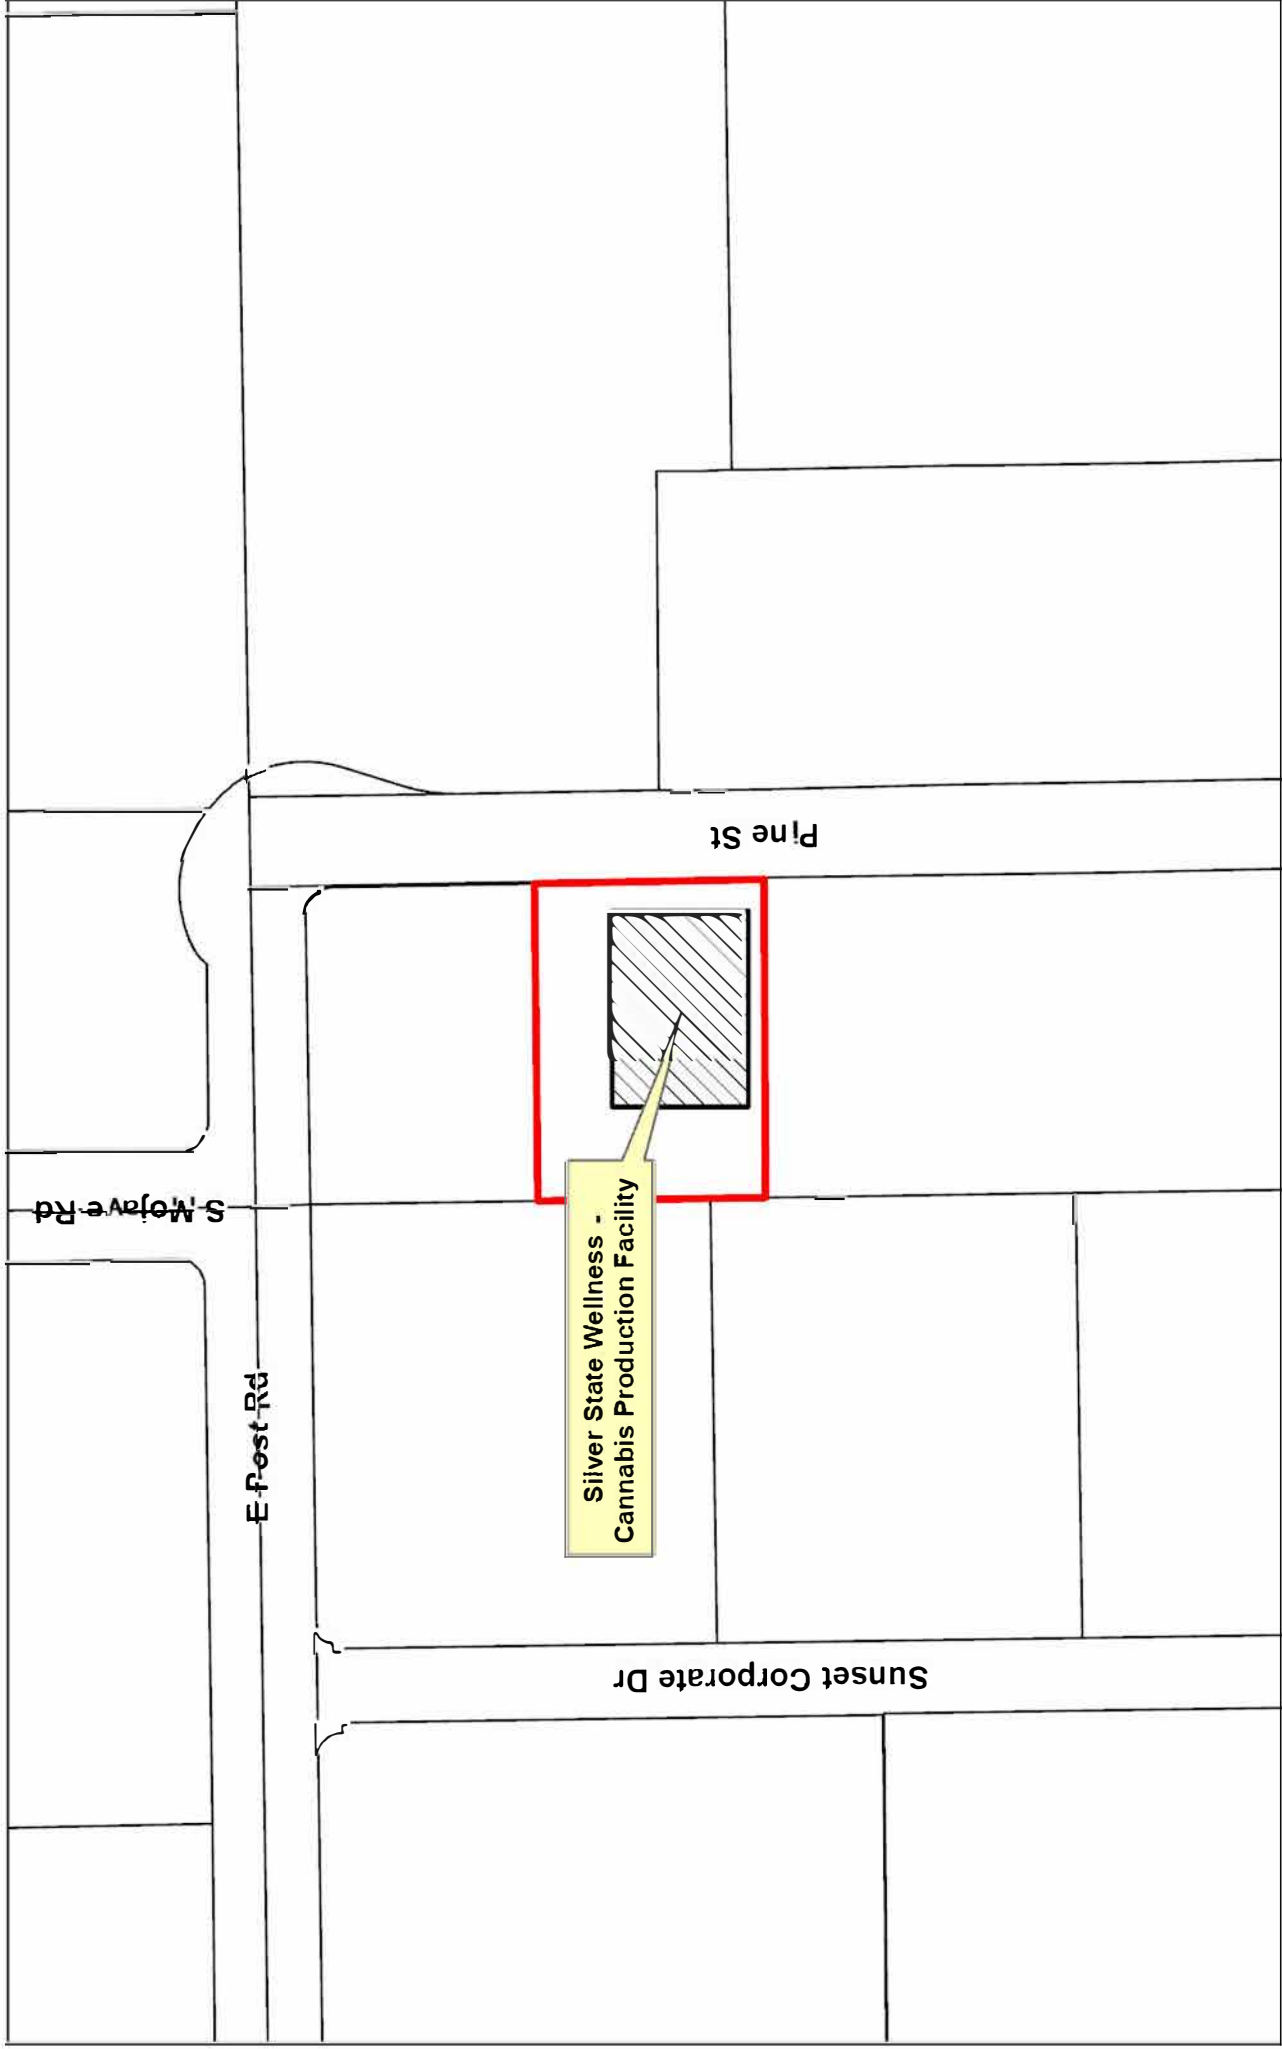 S Mojave Rd
E Post Rd
Pine St
Silver State Wellness -
Cannabis Production Facility
Sunset Corporate Dr